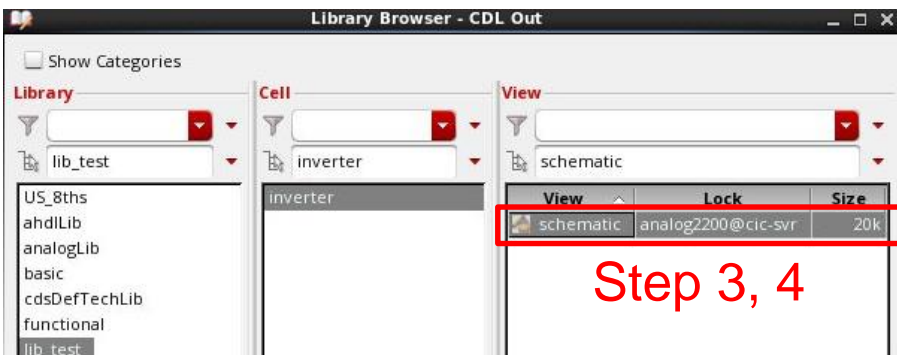 Library Browser - CDL Out
Show Categories
Library Cell View
lib_test inverter schematic
US_8ths inverter View Lock Size
ahdlLib schematic analog2200@cic-svr 20k
analogLib
basic Step 3, 4
cdsDefTechLib
functional
lib_test